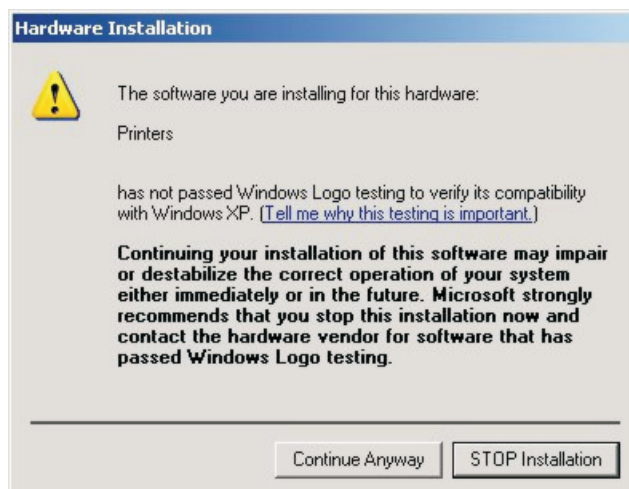 Hardware Installation
The software you are installing for this hardware:
Printers
has not passed Windows Logo testing to verify its compatibility
with Windows XP. (Tell me why this testing is important.)
Continuing your installation of this software may impair
or destabilize the correct operation of your system
either immediately or in the future. Microsoft strongly
recommends that you stop this installation now and
contact the hardware vendor for software that has
passed Windows Logo testing.
Continue Anyway
STOP Installation